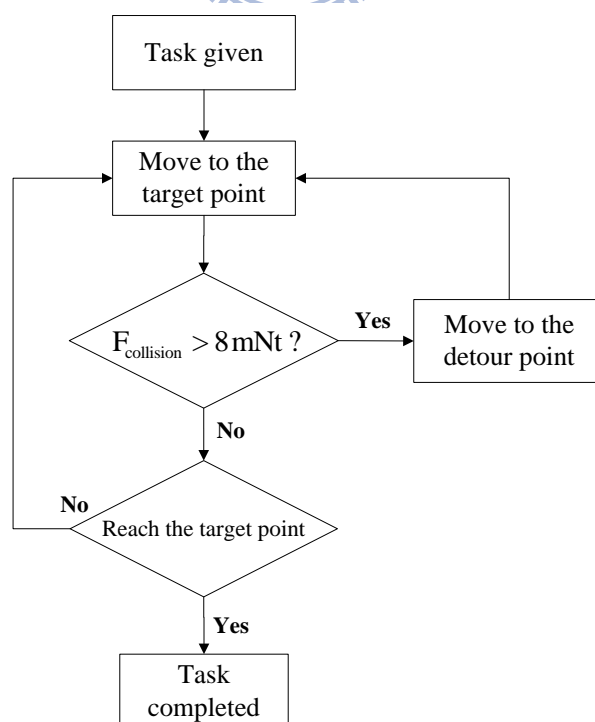 Task given
Move to the
target point
F_collision > 8 mNt ?
Yes
Move to the
detour point
No
No
Reach the target point
Yes
Task
completed